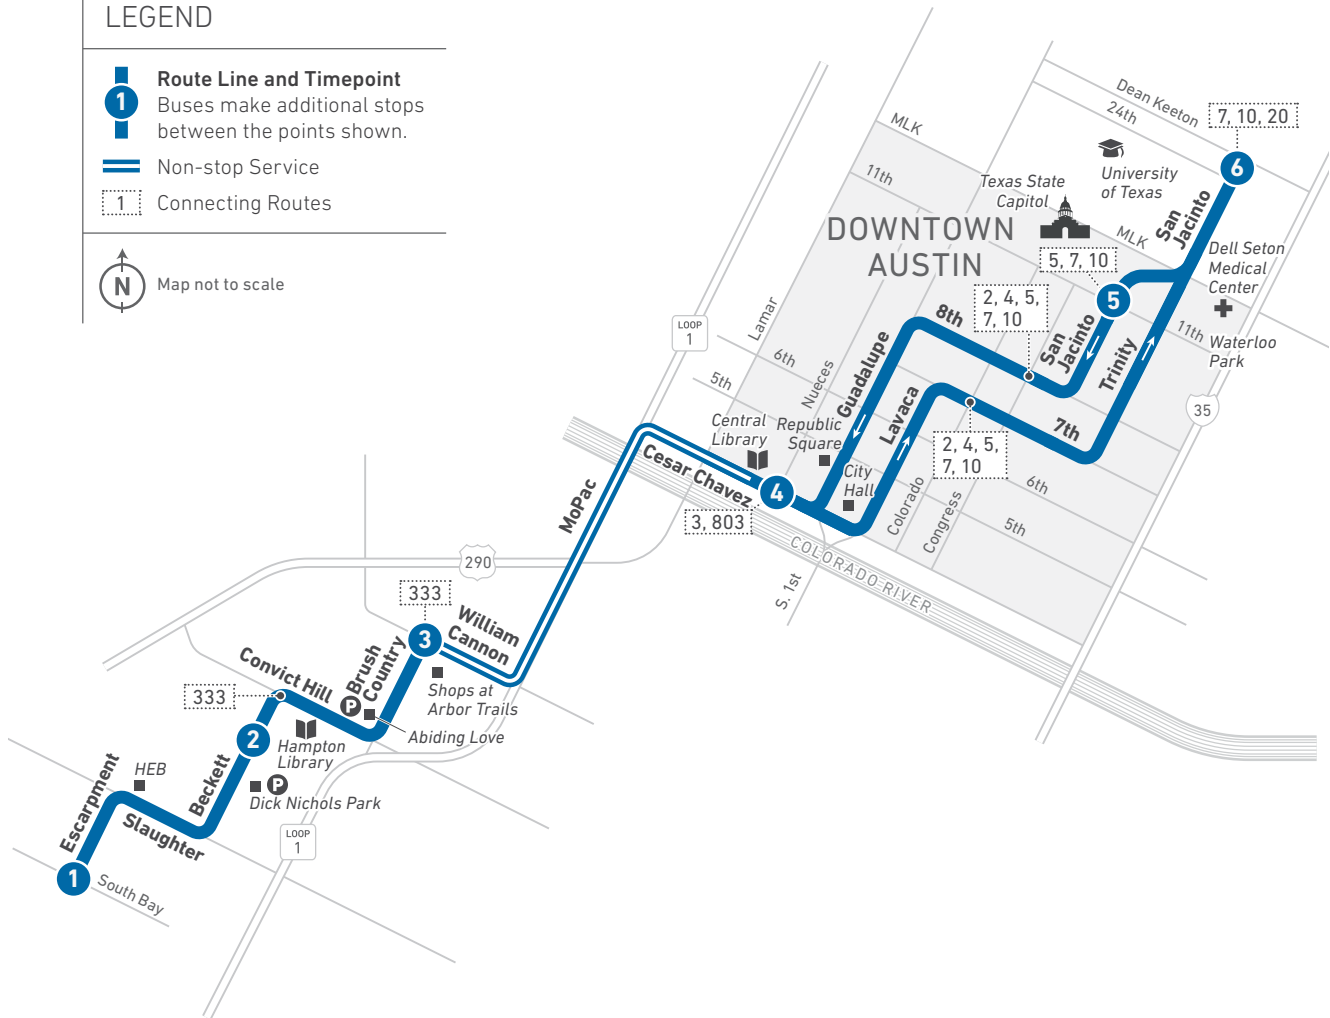 LEGEND
1
Route Line and Timepoint
Buses make additional stops
between the points shown.
Non-stop Service
1
Connecting Routes
N
Map not to scale
Dean Keeton
24th
7, 10, 20
6
MLK
11th
University
of Texas
Texas State
Capitol
DOWNTOWN
AUSTIN
MLK
San
Jacinto
Dell Seton
Medical
Center
5, 7, 10
5
2, 4, 5,
7, 10
8th
San
Jacinto
Trinity
11th
Waterloo
Park
LOOP
1
Lamar
6th
5th
Nueces
Guadalupe
Lavaca
7th
35
Central
Library
Republic
Square
City
Hall
2, 4, 5,
7, 10
Colorado
Congress
6th
5th
Cesar Chavez
4
3, 803
COLORADO RIVER
S. 1st
MoPac
290
333
3
William
Cannon
Brush
Country
Convict Hill
P
Shops at
Arbor Trails
Abiding Love
333
2
Hampton
Library
Beckett
P
Dick Nichols Park
HEB
Escarpment
Slaughter
LOOP
1
1
South Bay